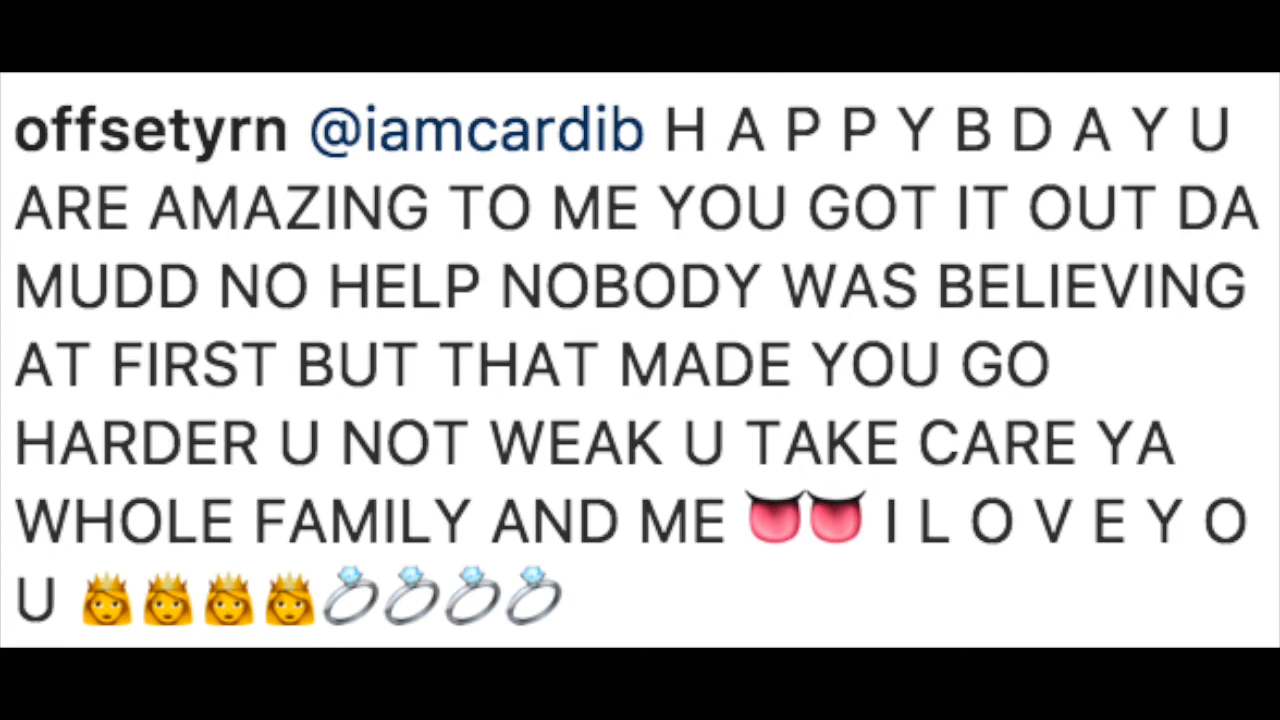 offsetyrn @iamcardib H A P P Y B D A Y U
ARE AMAZING TO ME YOU GOT IT OUT DA
MUDD NO HELP NOBODY WAS BELIEVING
AT FIRST BUT THAT MADE YOU GO
HARDER U NOT WEAK U TAKE CARE YA
WHOLE FAMILY AND ME 👅👅 I L O V E Y O
U 👸👸👸👸💍💍💍💍